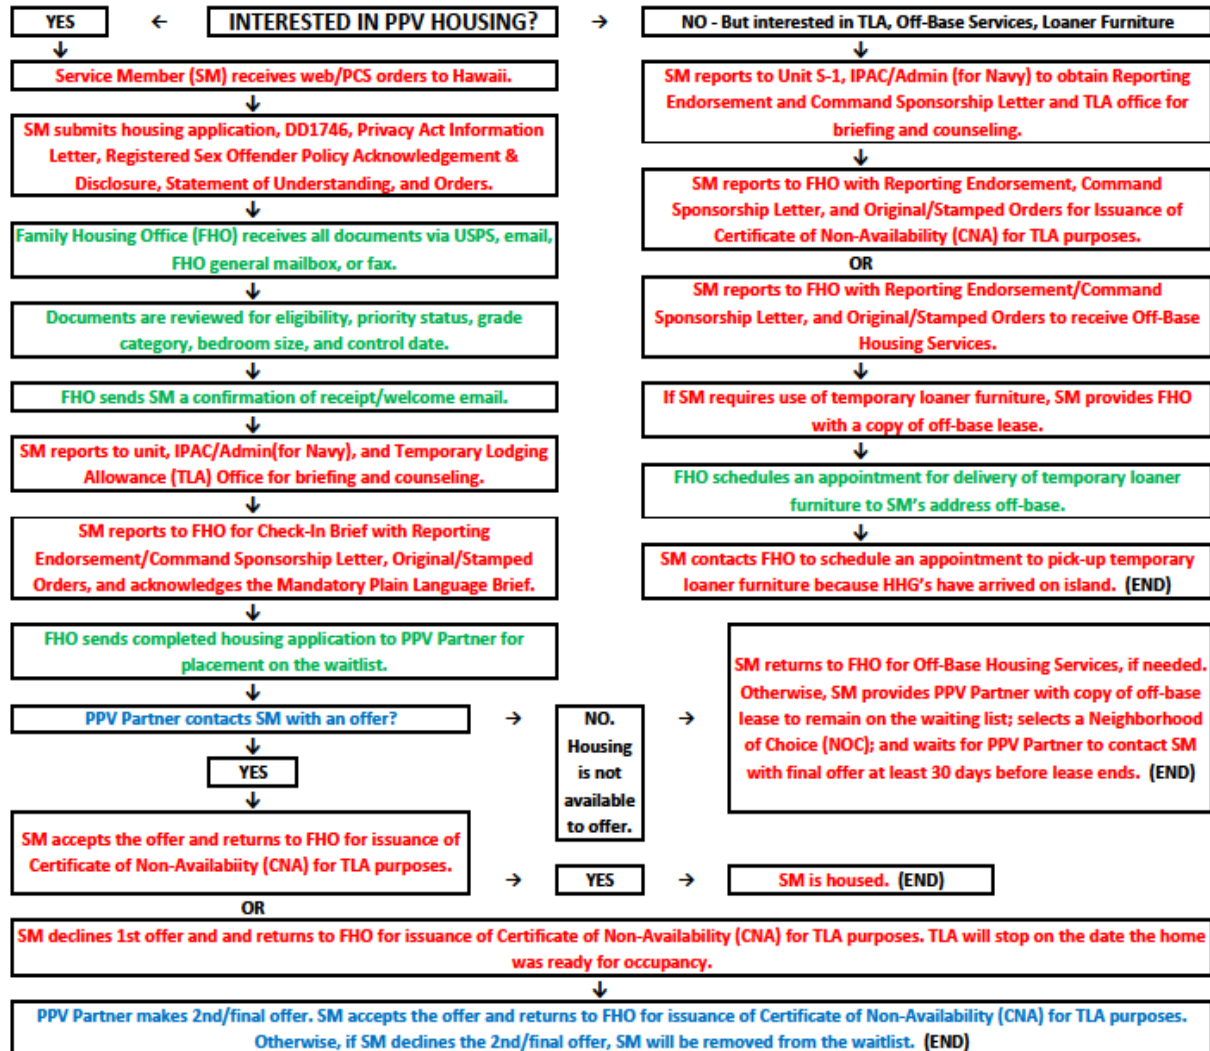 YES
←
INTERESTED IN PPV HOUSING?
→
NO - But interested in TLA, Off-Base Services, Loaner Furniture
↓
Service Member (SM) receives web/PCS orders to Hawaii.
↓
SM submits housing application, DD1746, Privacy Act Information
Letter, Registered Sex Offender Policy Acknowledgement &
Disclosure, Statement of Understanding, and Orders.
↓
Family Housing Office (FHO) receives all documents via USPS, email,
FHO general mailbox, or fax.
↓
Documents are reviewed for eligibility, priority status, grade
category, bedroom size, and control date.
↓
FHO sends SM a confirmation of receipt/welcome email.
↓
SM reports to unit, IPAC/Admin(for Navy), and Temporary Lodging
Allowance (TLA) Office for briefing and counseling.
↓
SM reports to FHO for Check-In Brief with Reporting
Endorsement/Command Sponsorship Letter, Original/Stamped
Orders, and acknowledges the Mandatory Plain Language Brief.
↓
FHO sends completed housing application to PPV Partner for
placement on the waitlist.
↓
PPV Partner contacts SM with an offer?
↓
YES
↓
SM accepts the offer and returns to FHO for issuance of
Certificate of Non-Availabiity (CNA) for TLA purposes.
→
YES
→
SM is housed. (END)
→
NO.
Housing
is not
available
to offer.
→
SM returns to FHO for Off-Base Housing Services, if needed.
Otherwise, SM provides PPV Partner with copy of off-base
lease to remain on the waiting list; selects a Neighborhood
of Choice (NOC); and waits for PPV Partner to contact SM
with final offer at least 30 days before lease ends. (END)
↓
SM reports to Unit S-1, IPAC/Admin (for Navy) to obtain Reporting
Endorsement and Command Sponsorship Letter and TLA office for
briefing and counseling.
↓
SM reports to FHO with Reporting Endorsement, Command
Sponsorship Letter, and Original/Stamped Orders for Issuance of
Certificate of Non-Availability (CNA) for TLA purposes.
OR
SM reports to FHO with Reporting Endorsement/Command
Sponsorship Letter, and Original/Stamped Orders to receive Off-Base
Housing Services.
↓
If SM requires use of temporary loaner furniture, SM provides FHO
with a copy of off-base lease.
↓
FHO schedules an appointment for delivery of temporary loaner
furniture to SM's address off-base.
↓
SM contacts FHO to schedule an appointment to pick-up temporary
loaner furniture because HHG's have arrived on island. (END)
OR
SM declines 1st offer and and returns to FHO for issuance of Certificate of Non-Availability (CNA) for TLA purposes. TLA will stop on the date the home
was ready for occupancy.
↓
PPV Partner makes 2nd/final offer. SM accepts the offer and returns to FHO for issuance of Certificate of Non-Availability (CNA) for TLA purposes.
Otherwise, if SM declines the 2nd/final offer, SM will be removed from the waitlist. (END)